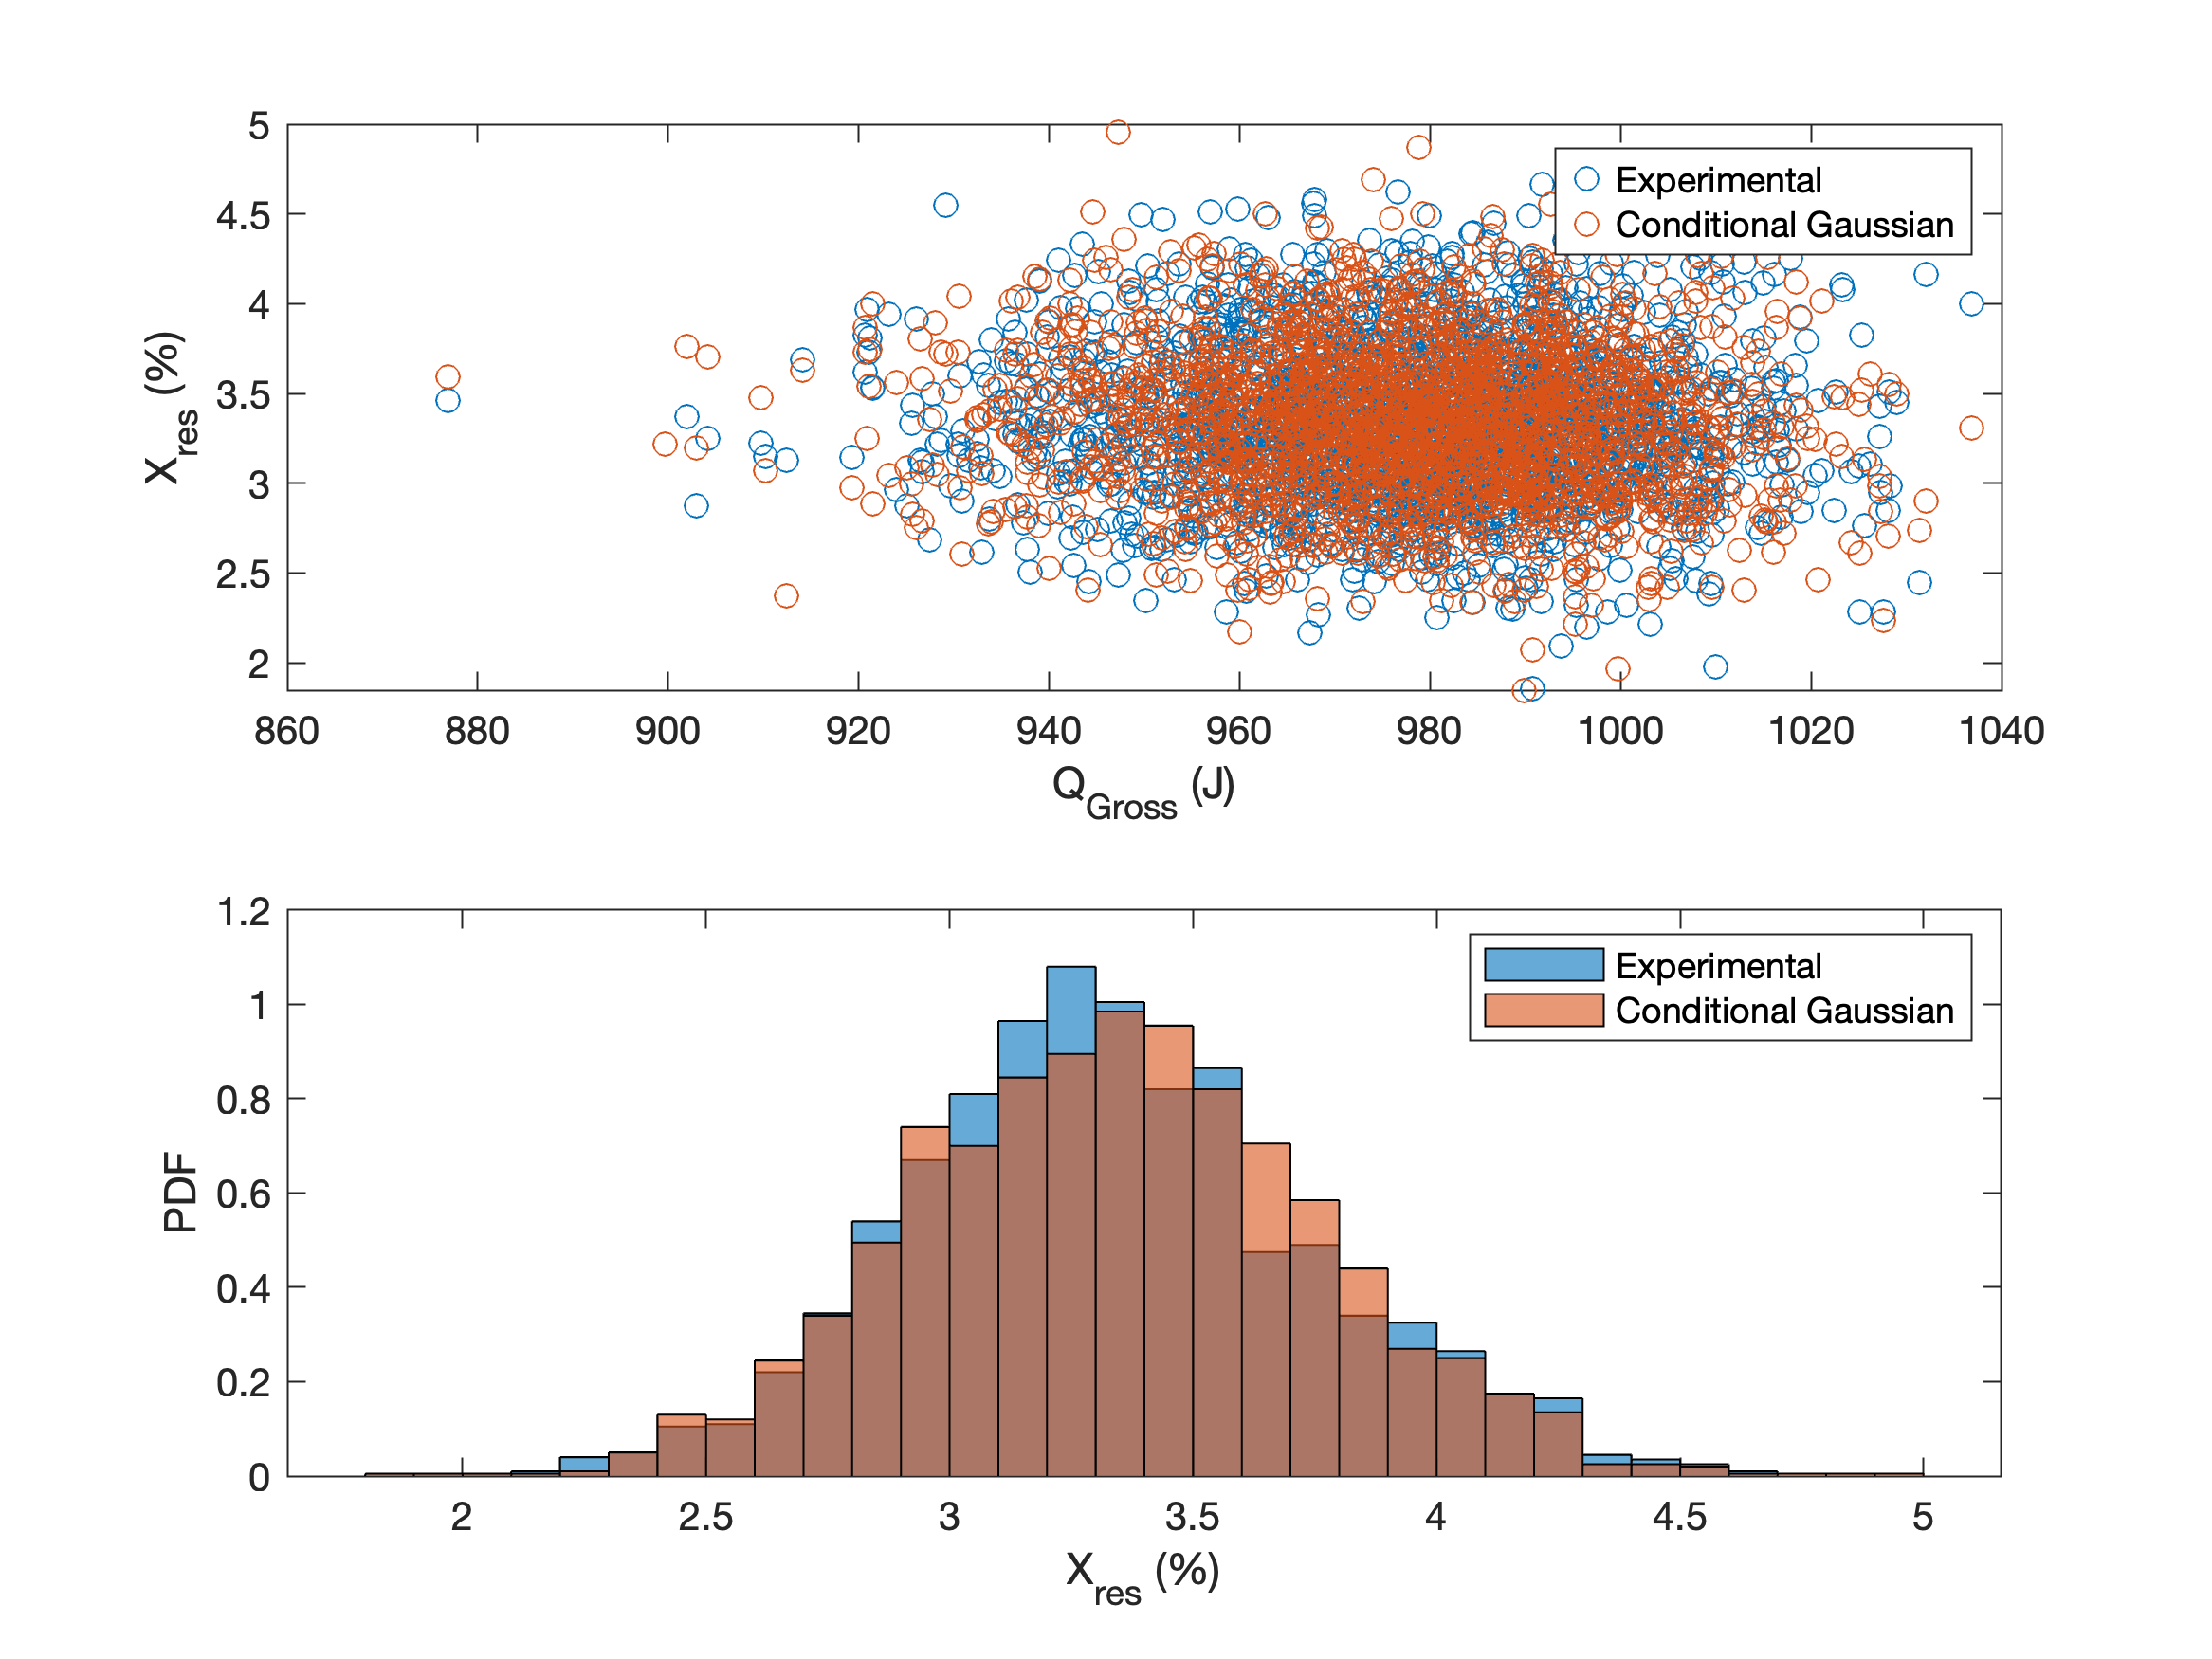 5
4.5
4
3.5
3
2.5
2
X_res (%)
Experimental
Conditional Gaussian
860 880 900 920 940 960 980 1000 1020 1040
Q_Gross (J)
1.2
1
0.8
0.6
0.4
0.2
0
PDF
Experimental
Conditional Gaussian
2 2.5 3 3.5 4 4.5 5
X_res (%)